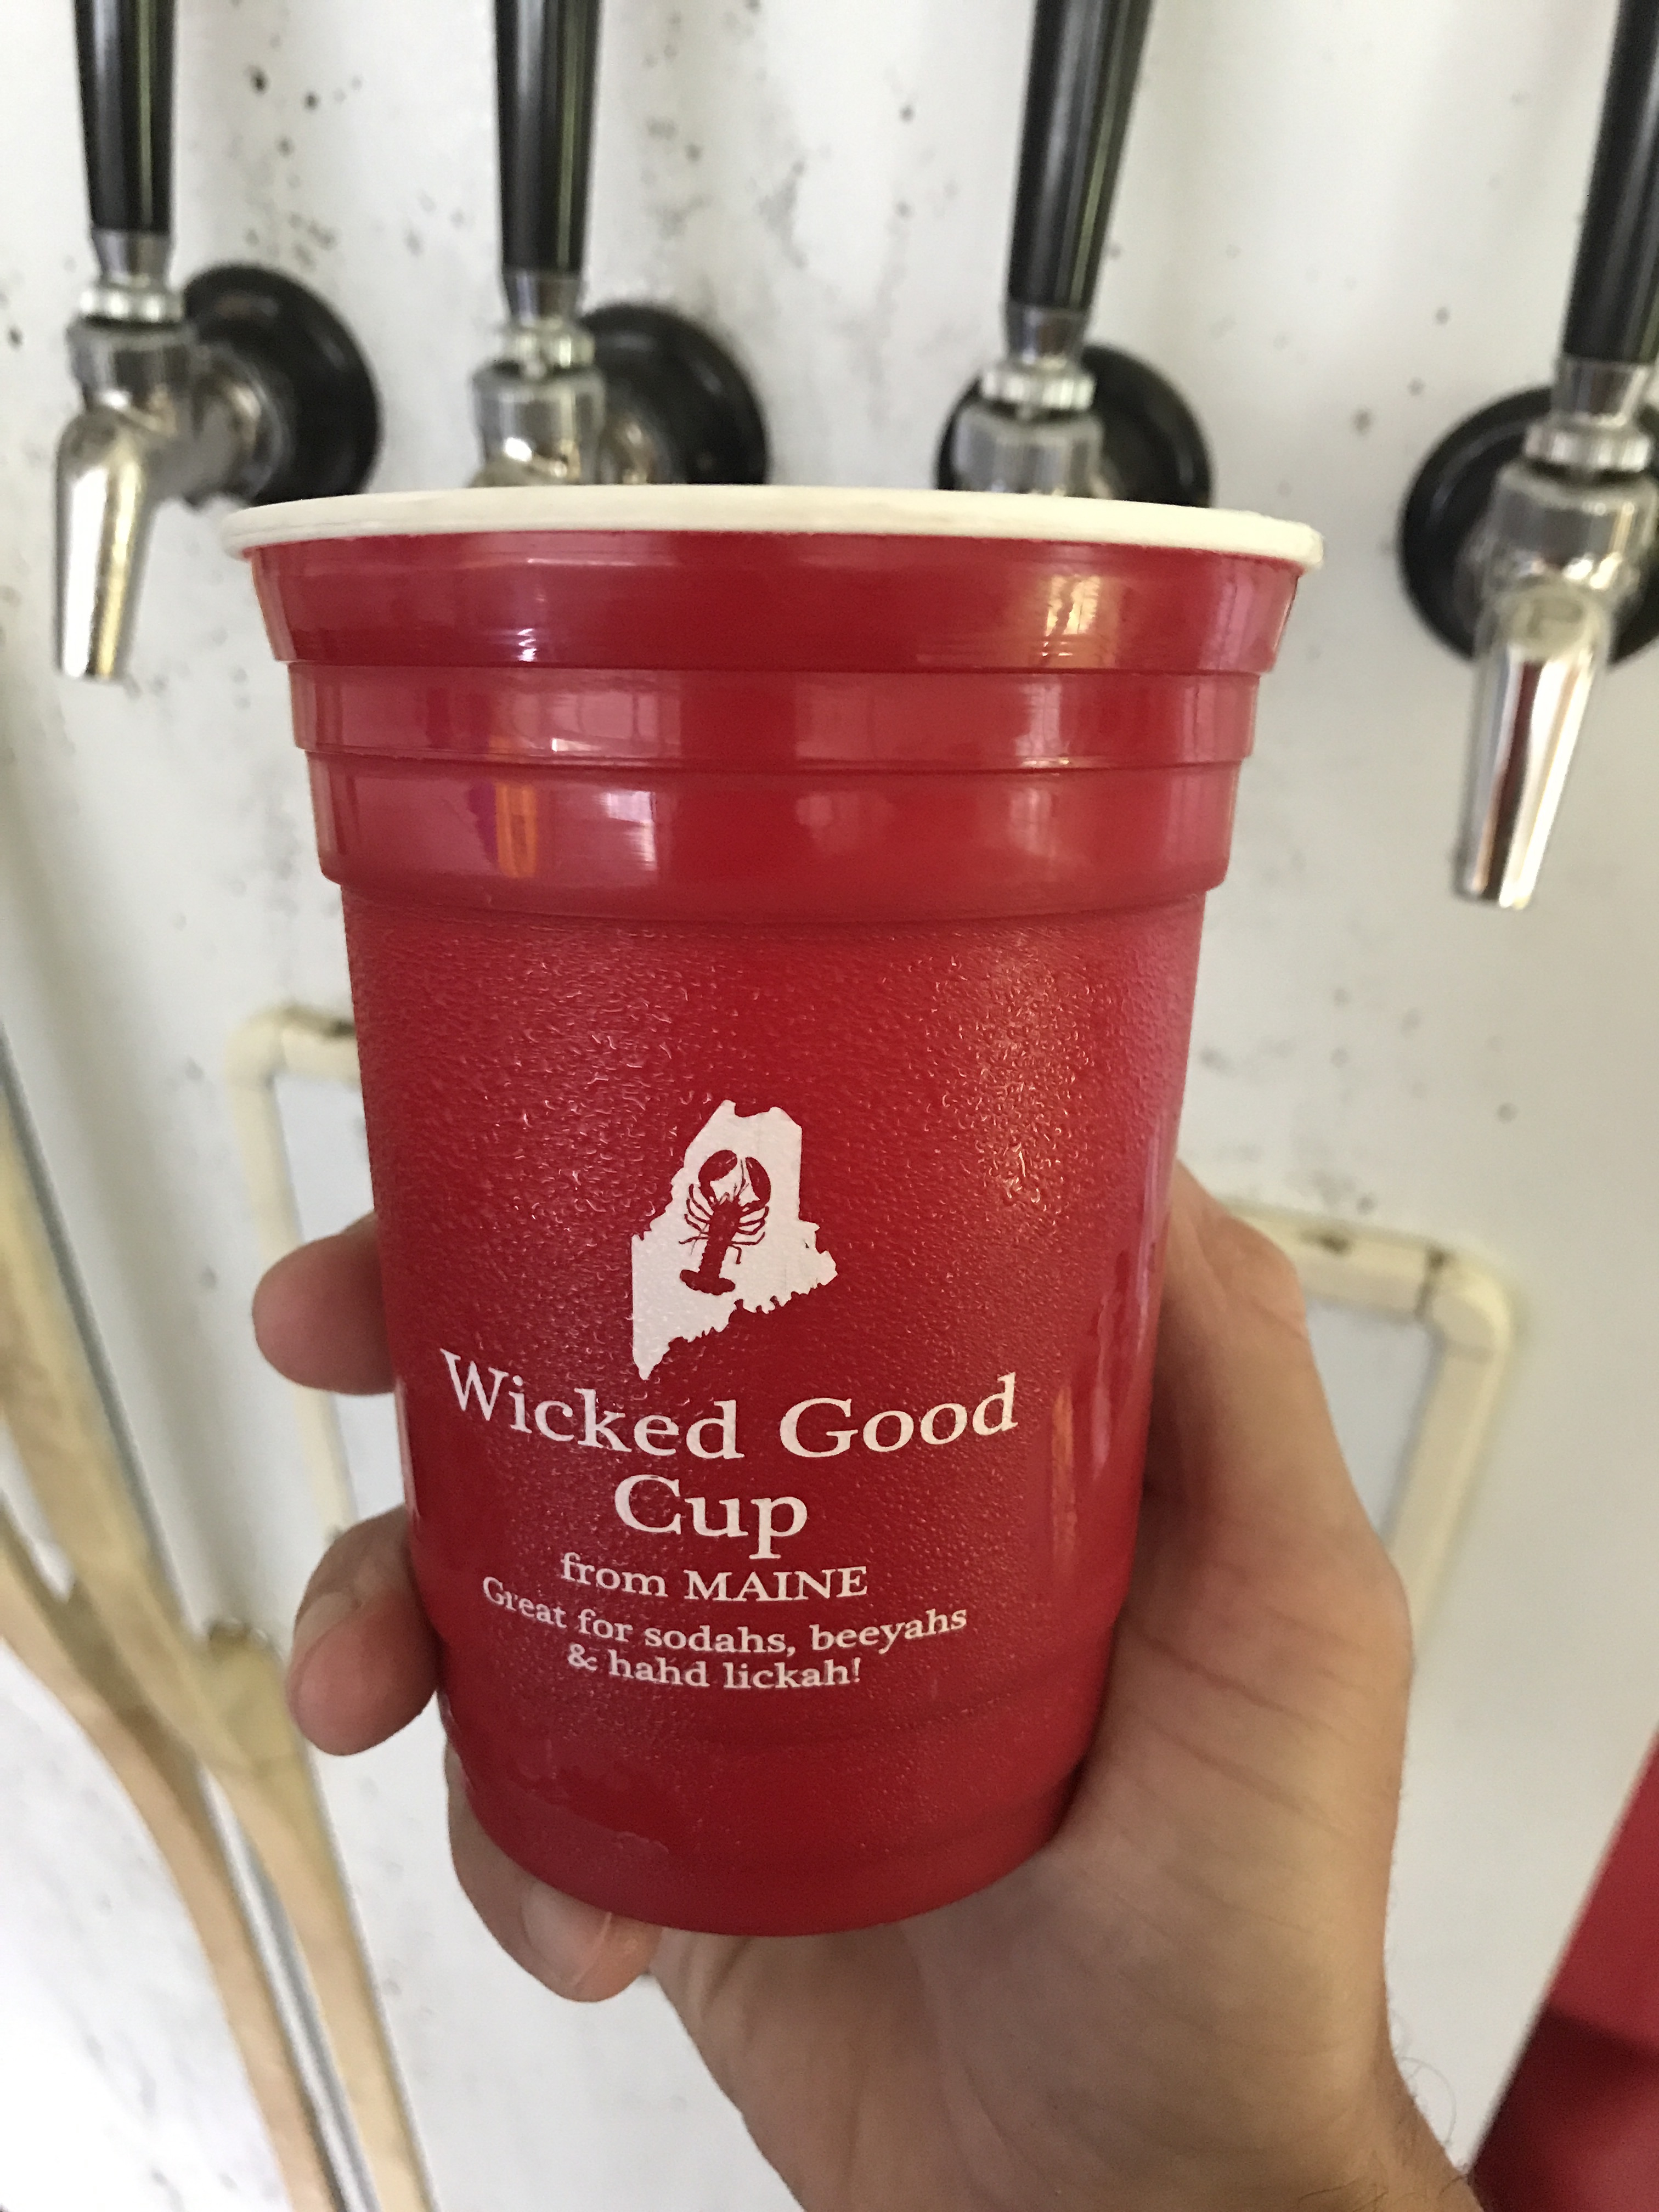 Wicked Good
Cup
from MAINE
Great for sodahs, beeyahs
& hahd lickah!